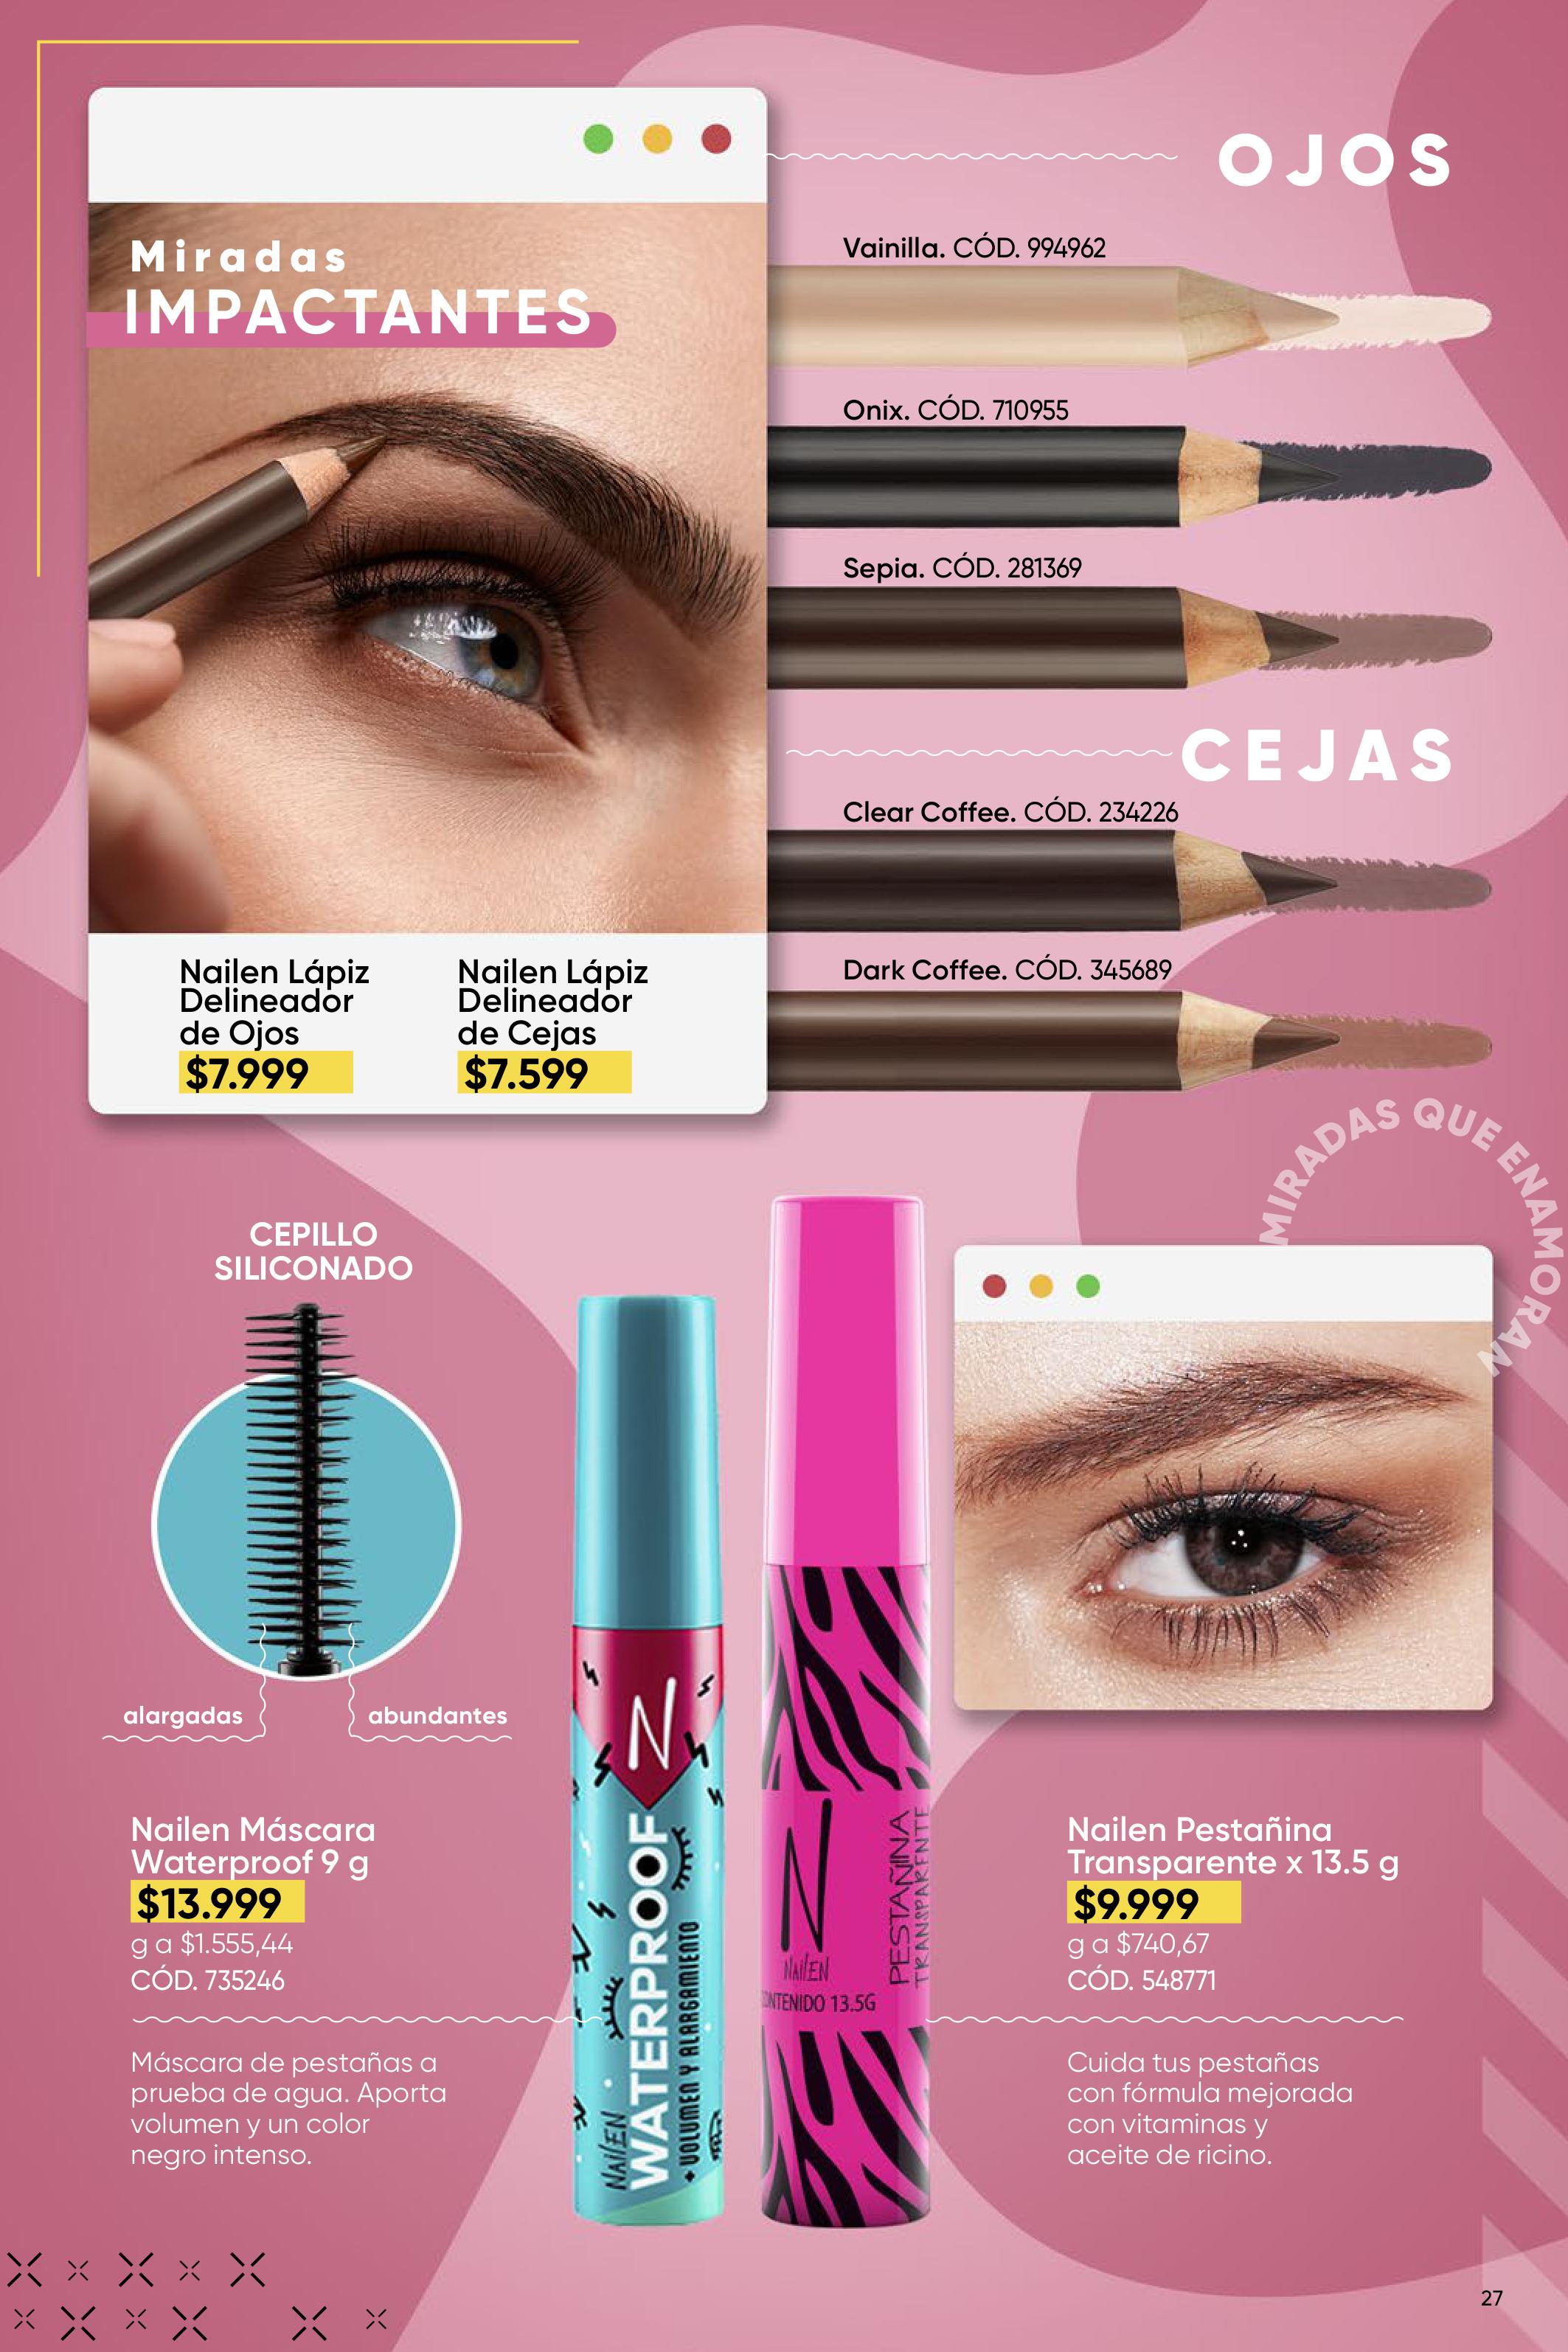 OJOS
Miradas
IMPACTANTES
Vainilla. CÓD. 994962
Onix. CÓD. 710955
Sepia. CÓD. 281369
CEJAS
Clear Coffee. CÓD. 234226
Dark Coffee. CÓD. 345689
Nailen Lápiz
Delineador
de Ojos
$7.999
Nailen Lápiz
Delineador
de Cejas
$7.599
MIRADAS QUE ENAMORAN
CEPILLO
SILICONADO
alargadas
abundantes
Nailen Máscara
Waterproof 9 g
$13.999
g a $1.555,44
CÓD. 735246
Máscara de pestañas a
prueba de agua. Aporta
volumen y un color
negro intenso.
N
NAILEN
WATERPROOF
+ VOLUMEN Y ALARGAMIENTO
N
NAILEN
PESTAÑINA
TRANSPARENTE
ONTENIDO 13.5G
Nailen Pestañina
Transparente x 13.5 g
$9.999
g a $740,67
CÓD. 548771
Cuida tus pestañas
con fórmula mejorada
con vitaminas y
aceite de ricino.
27